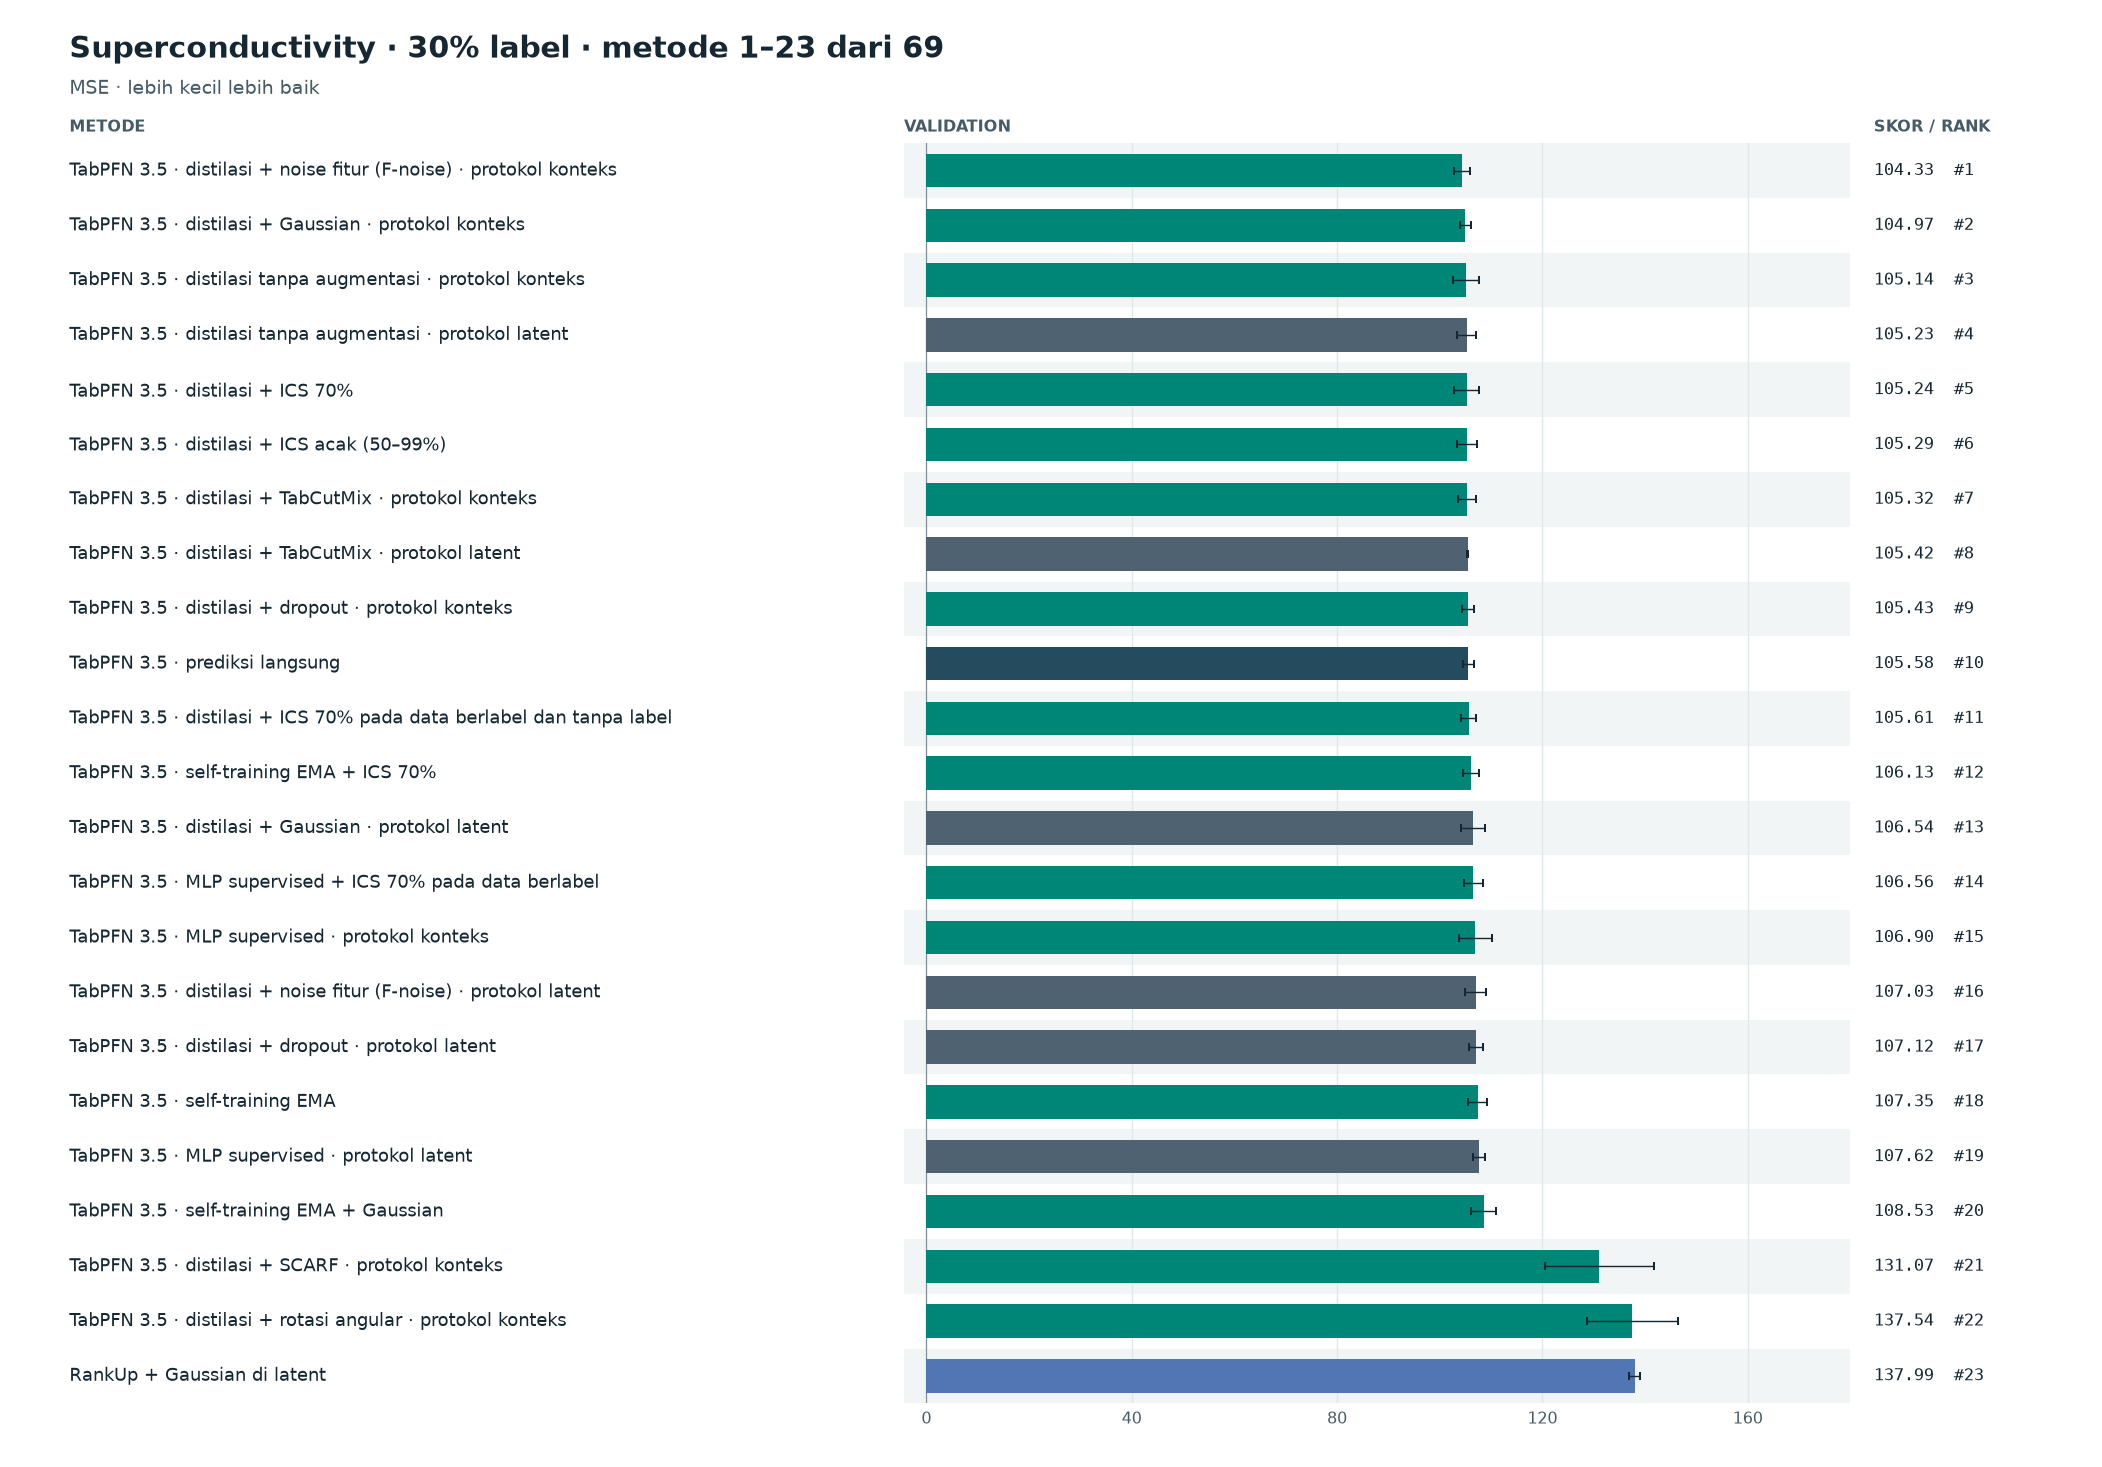 Superconductivity · 30% label · metode 1–23 dari 69
MSE · lebih kecil lebih baik
METODE VALIDATION SKOR / RANK
TabPFN 3.5 · distilasi + noise fitur (F-noise) · protokol konteks 104.33 #1
TabPFN 3.5 · distilasi + Gaussian · protokol konteks 104.97 #2
TabPFN 3.5 · distilasi tanpa augmentasi · protokol konteks 105.14 #3
TabPFN 3.5 · distilasi tanpa augmentasi · protokol latent 105.23 #4
TabPFN 3.5 · distilasi + ICS 70% 105.24 #5
TabPFN 3.5 · distilasi + ICS acak (50–99%) 105.29 #6
TabPFN 3.5 · distilasi + TabCutMix · protokol konteks 105.32 #7
TabPFN 3.5 · distilasi + TabCutMix · protokol latent 105.42 #8
TabPFN 3.5 · distilasi + dropout · protokol konteks 105.43 #9
TabPFN 3.5 · prediksi langsung 105.58 #10
TabPFN 3.5 · distilasi + ICS 70% pada data berlabel dan tanpa label 105.61 #11
TabPFN 3.5 · self-training EMA + ICS 70% 106.13 #12
TabPFN 3.5 · distilasi + Gaussian · protokol latent 106.54 #13
TabPFN 3.5 · MLP supervised + ICS 70% pada data berlabel 106.56 #14
TabPFN 3.5 · MLP supervised · protokol konteks 106.90 #15
TabPFN 3.5 · distilasi + noise fitur (F-noise) · protokol latent 107.03 #16
TabPFN 3.5 · distilasi + dropout · protokol latent 107.12 #17
TabPFN 3.5 · self-training EMA 107.35 #18
TabPFN 3.5 · MLP supervised · protokol latent 107.62 #19
TabPFN 3.5 · self-training EMA + Gaussian 108.53 #20
TabPFN 3.5 · distilasi + SCARF · protokol konteks 131.07 #21
TabPFN 3.5 · distilasi + rotasi angular · protokol konteks 137.54 #22
RankUp + Gaussian di latent 137.99 #23
0 40 80 120 160